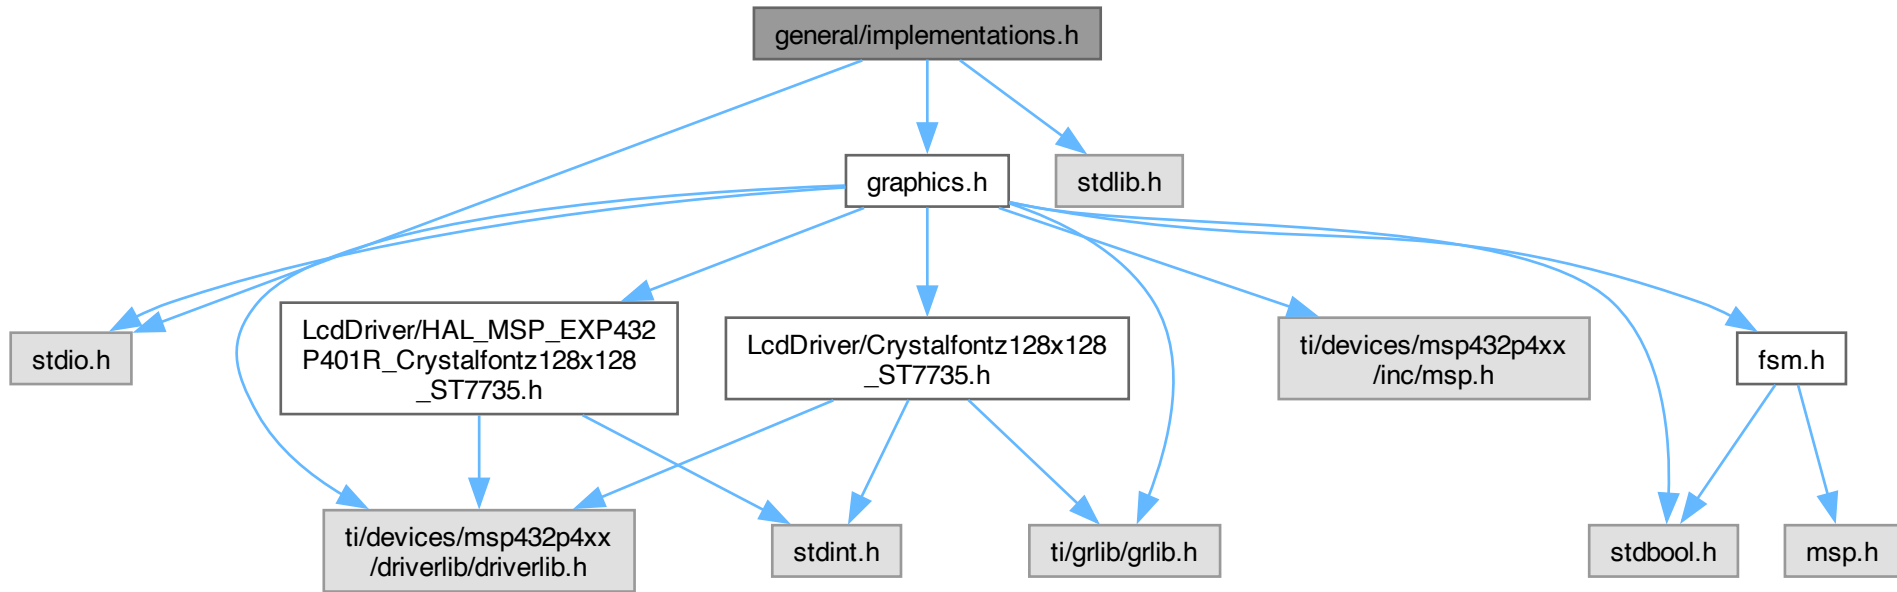 general/implementations.h
graphics.h
stdlib.h
stdio.h
LcdDriver/HAL_MSP_EXP432
P401R_Crystalfontz128x128
_ST7735.h
LcdDriver/Crystalfontz128x128
_ST7735.h
ti/devices/msp432p4xx
/inc/msp.h
fsm.h
ti/devices/msp432p4xx
/driverlib/driverlib.h
stdint.h
ti/grlib/grlib.h
stdbool.h
msp.h